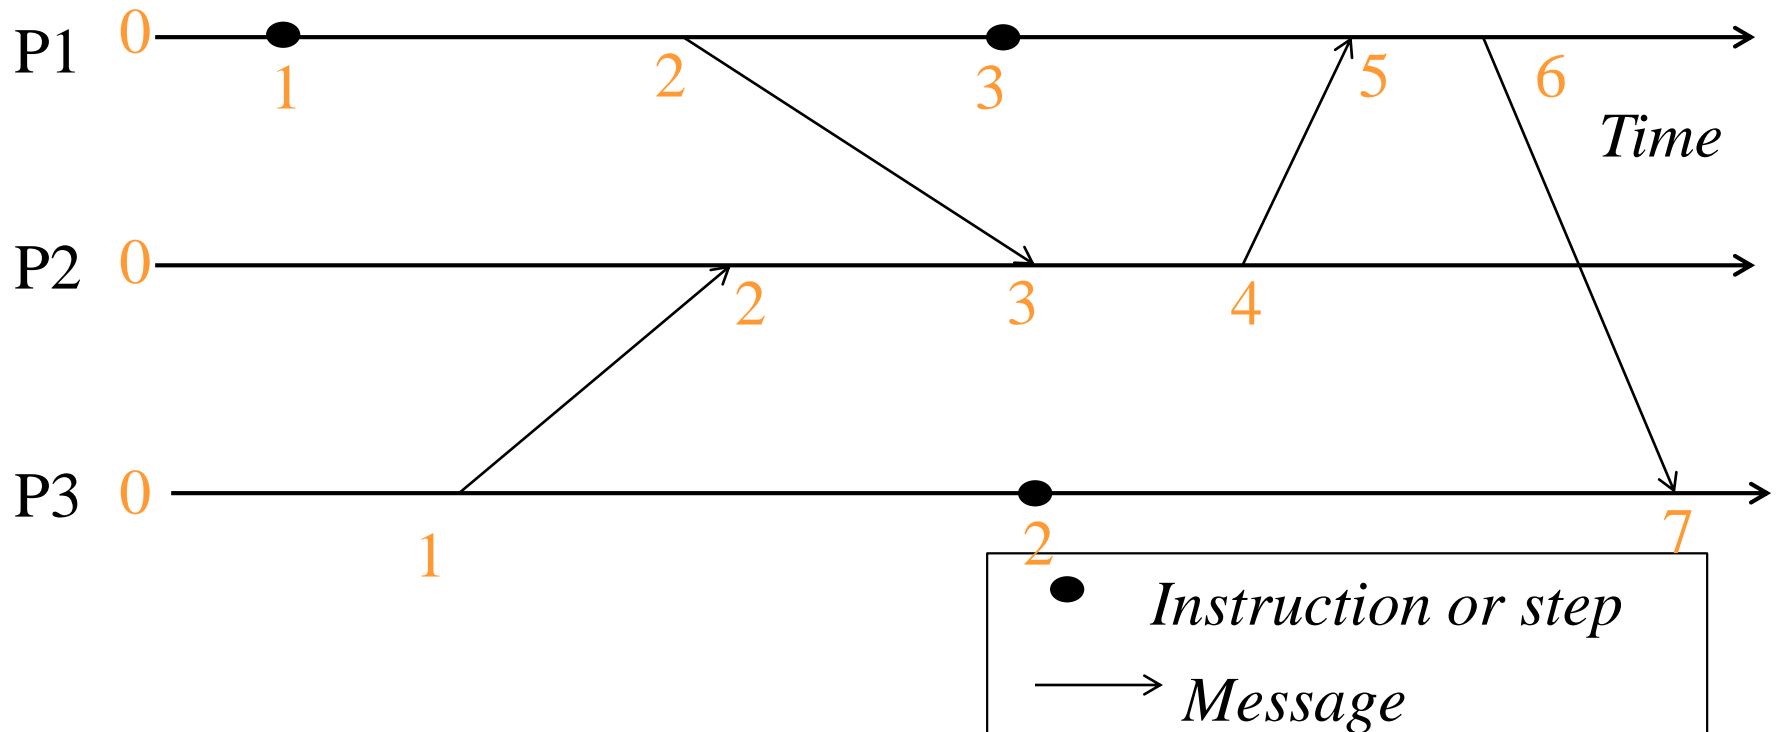 P1 0
1 2 3 5 6
Time
P2 0
2 3 4
P3 0
1 2 7
Instruction or step
Message